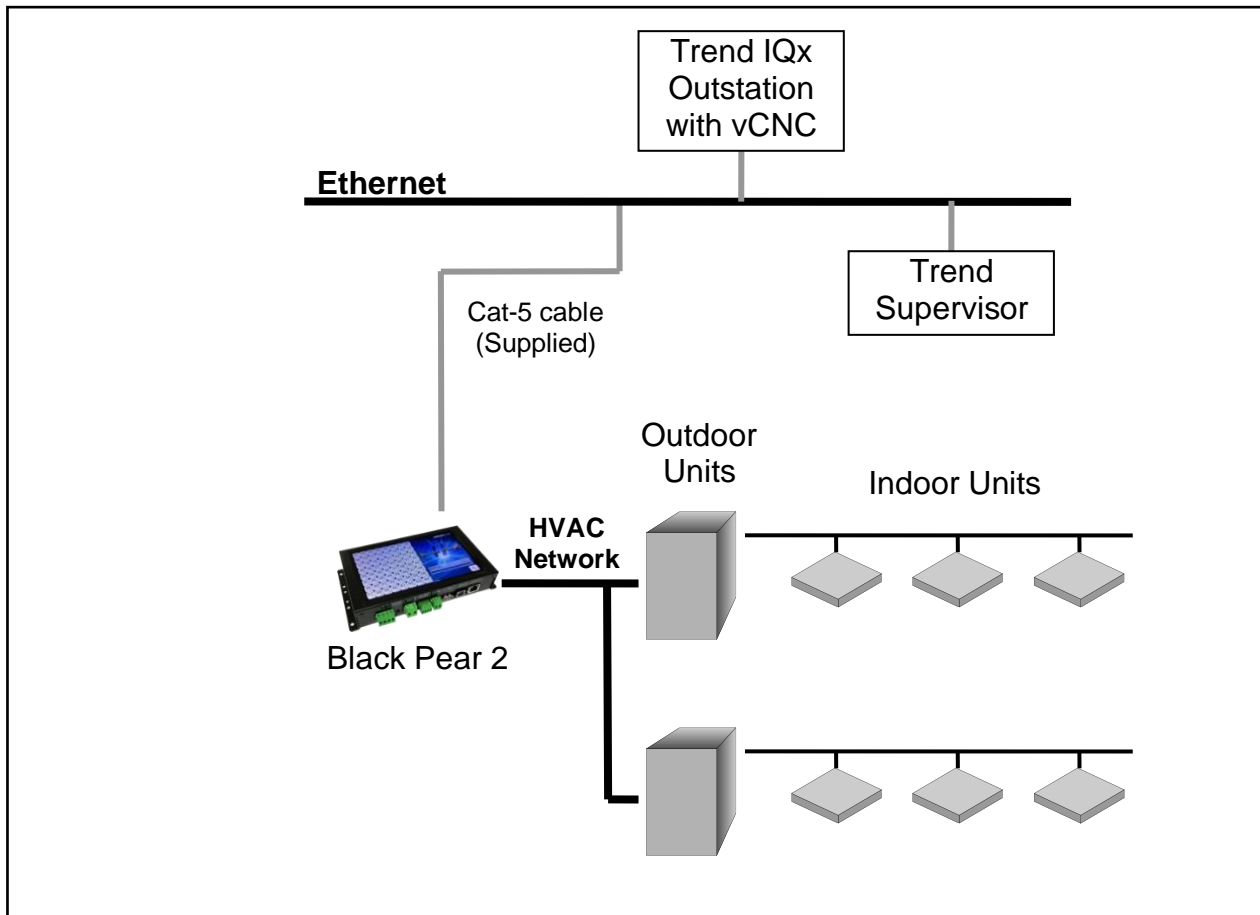 Trend IQx
Outstation
with vCNC
Ethernet
Trend
Supervisor
Cat-5 cable
(Supplied)
Outdoor
Units
Indoor Units
HVAC
Network
Black Pear 2